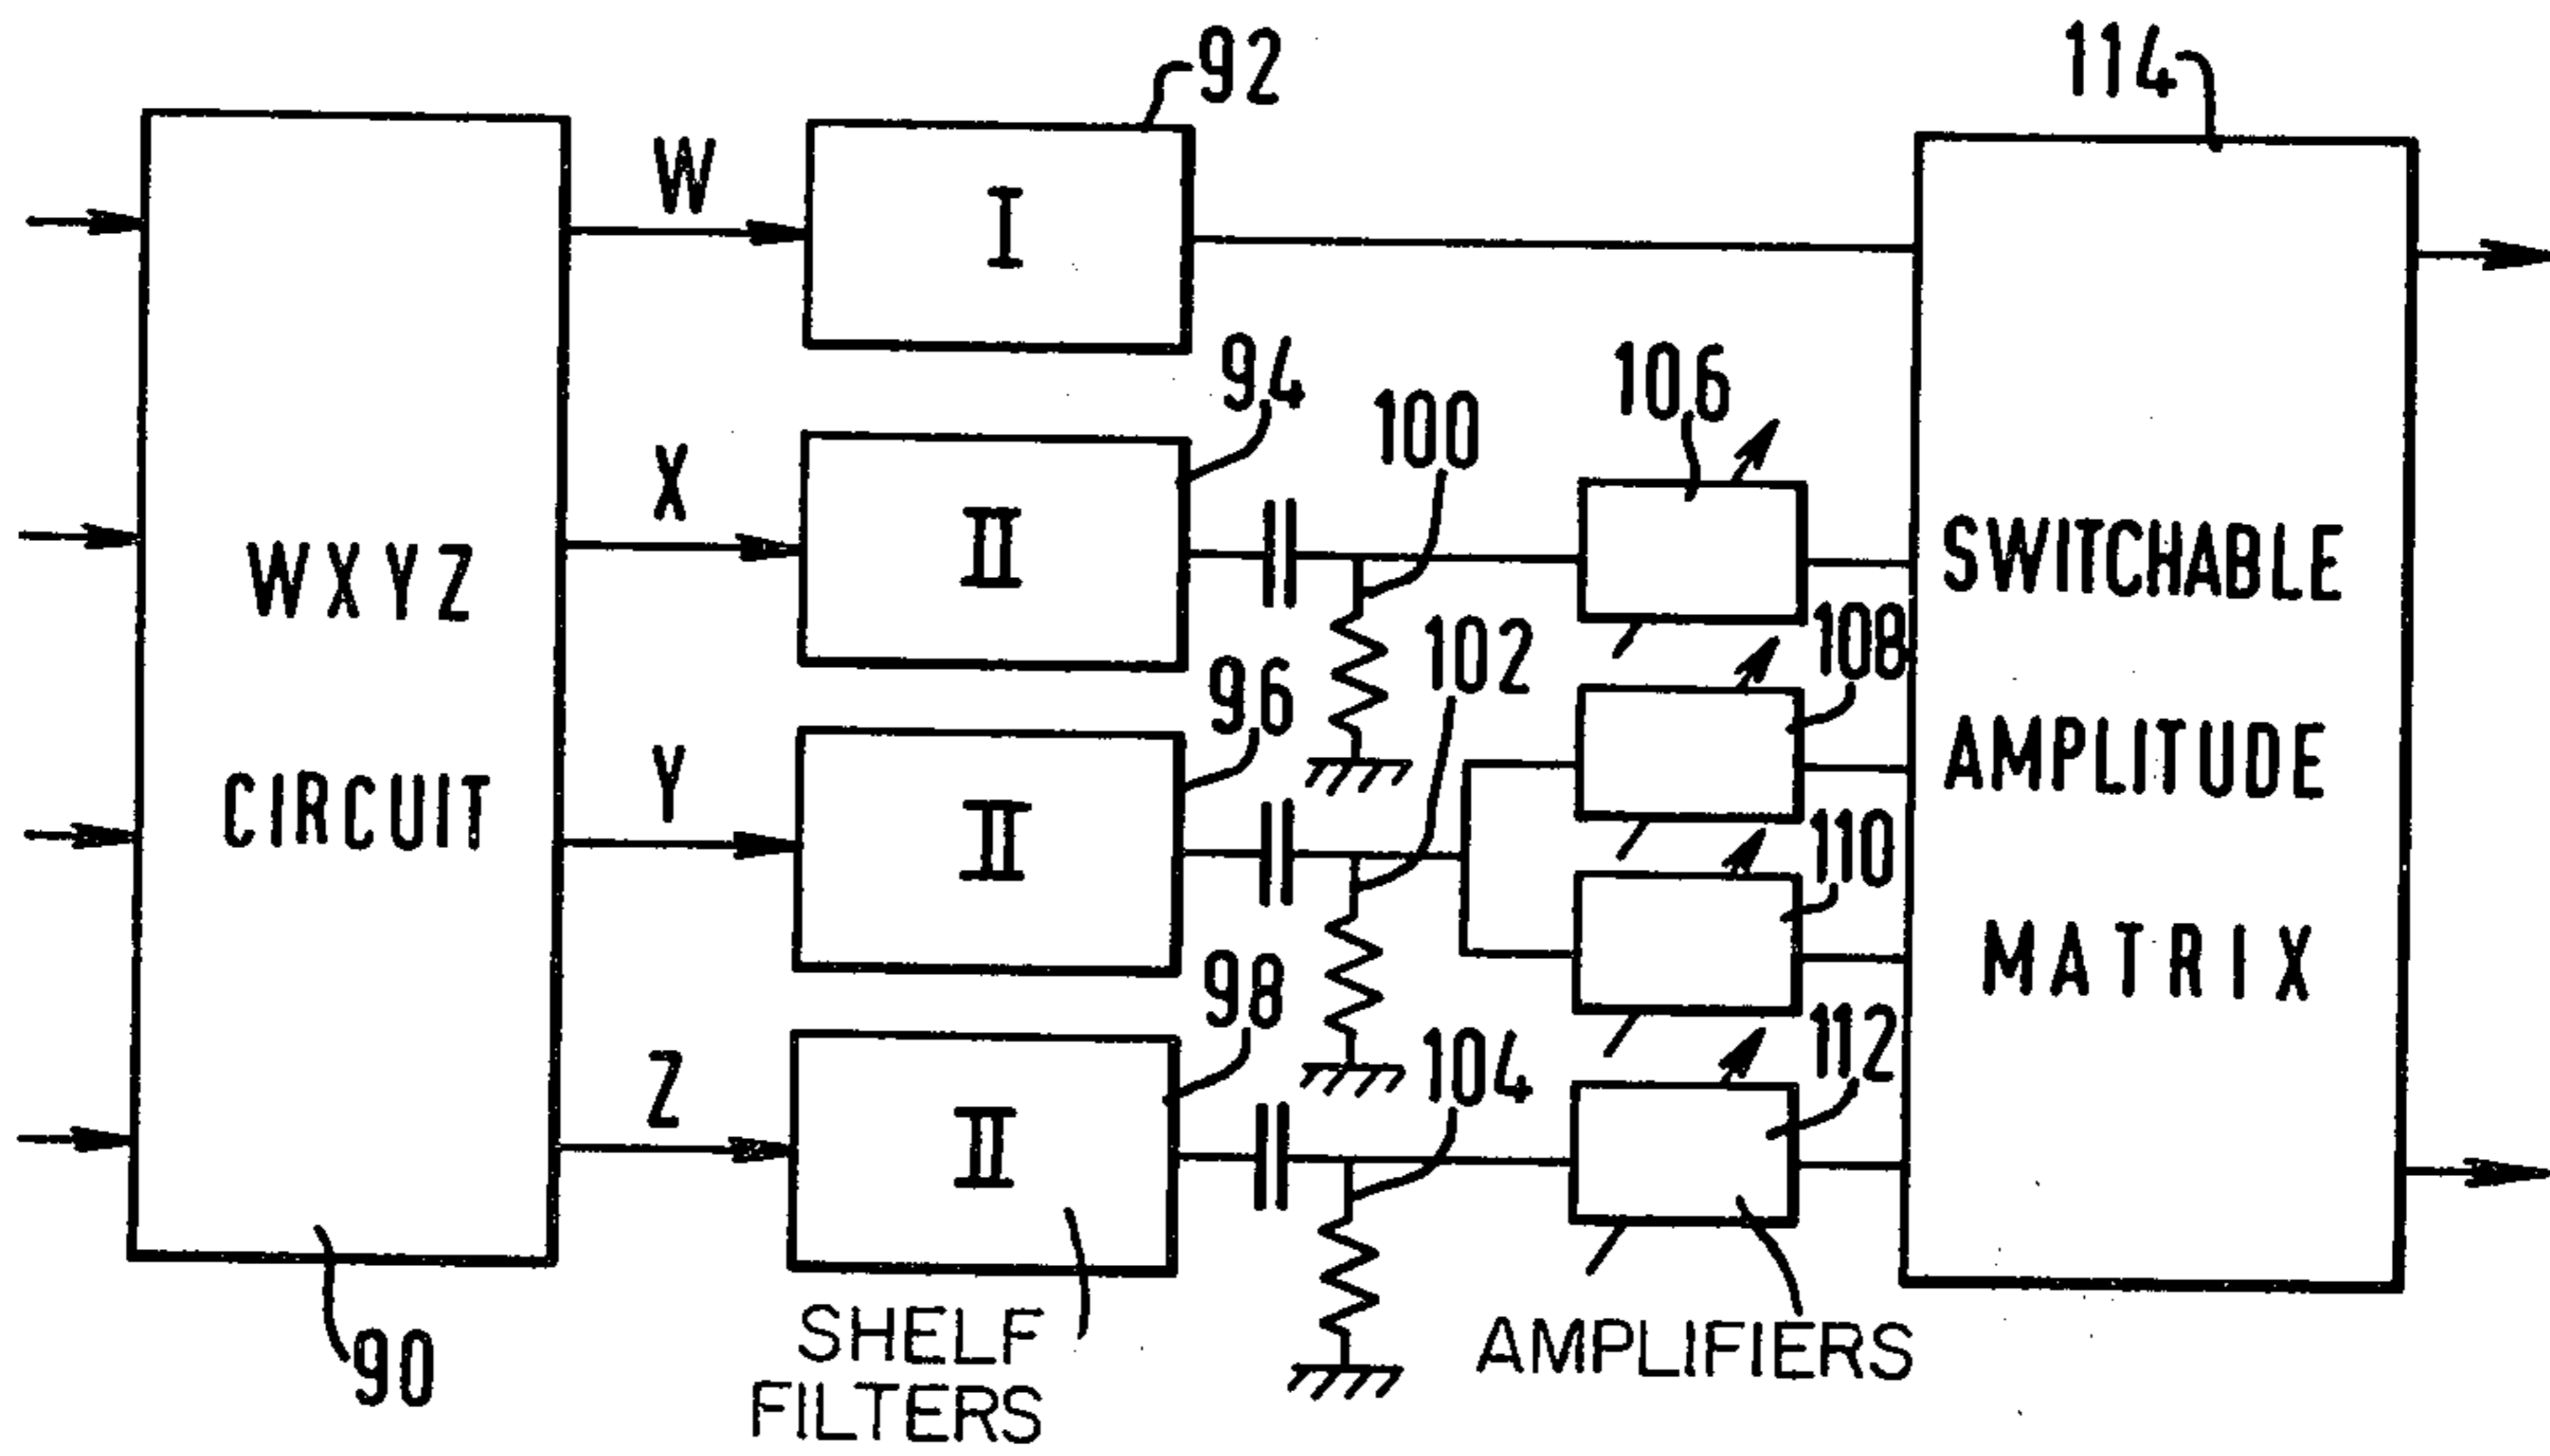 92
114
W
I
94
106
100
X
II
W X Y Z
CIRCUIT
SWITCHABLE
AMPLITUDE
MATRIX
108
102
96
Y
II
110
98
104
112
Z
II
90
SHELF
FILTERS
AMPLIFIERS